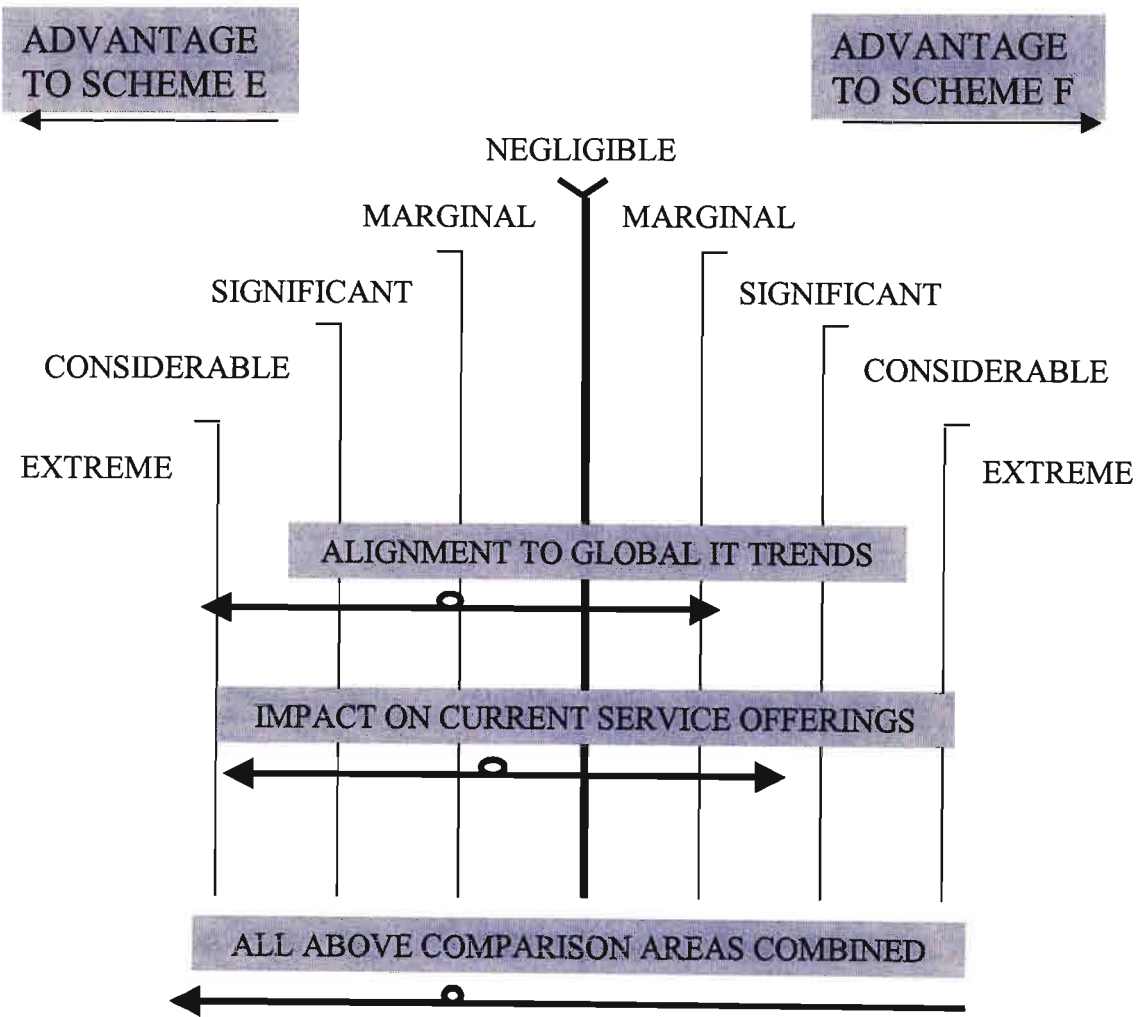 ADVANTAGE
TO SCHEME E
ADVANTAGE
TO SCHEME F
NEGLIGIBLE
MARGINAL
MARGINAL
SIGNIFICANT
SIGNIFICANT
CONSIDERABLE
CONSIDERABLE
EXTREME
EXTREME
ALIGNMENT TO GLOBAL IT TRENDS
IMPACT ON CURRENT SERVICE OFFERINGS
ALL ABOVE COMPARISON AREAS COMBINED